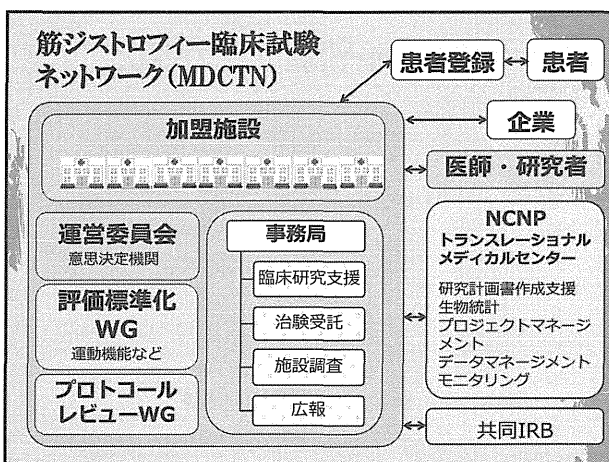 筋ジストロフィー臨床試験
ネットワーク(MDCTN)
患者登録
患者
加盟施設
企業
医師・研究者
運営委員会
意思決定機関
評価標準化
WG
運動機能など
プロトコール
レビューWG
事務局
臨床研究支援
治験受託
施設調査
広報
NCNP
トランスレーショナル
メディカルセンター
研究計画書作成支援
生物統計
プロジェクトマネージ
メント
データマネージメント
モニタリング
共同IRB